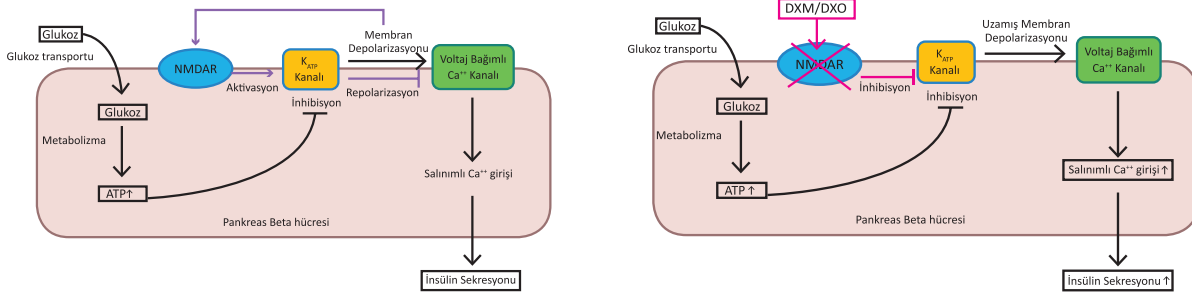 Glukoz
Glukoz transportu
NMDAR
Aktivasyon
K ATP
Kanalı
İnhibisyon
Membran
Depolarizasyonu
Repolarizasyon
Voltaj Bağımlı
Ca⁺⁺ Kanalı
Glukoz
Metabolizma
ATP↑
Salınımlı Ca⁺⁺ girişi
Pankreas Beta hücresi
İnsülin Sekresyonu
DXM/DXO
Glukoz
Glukoz transportu
NMDAR
İnhibisyon
K ATP
Kanalı
İnhibisyon
Uzamış Membran
Depolarizasyonu
Voltaj Bağımlı
Ca⁺⁺ Kanalı
Glukoz
Metabolizma
ATP↑
Salınımlı Ca⁺⁺ girişi↑
Pankreas Beta hücresi
İnsülin Sekresyonu↑